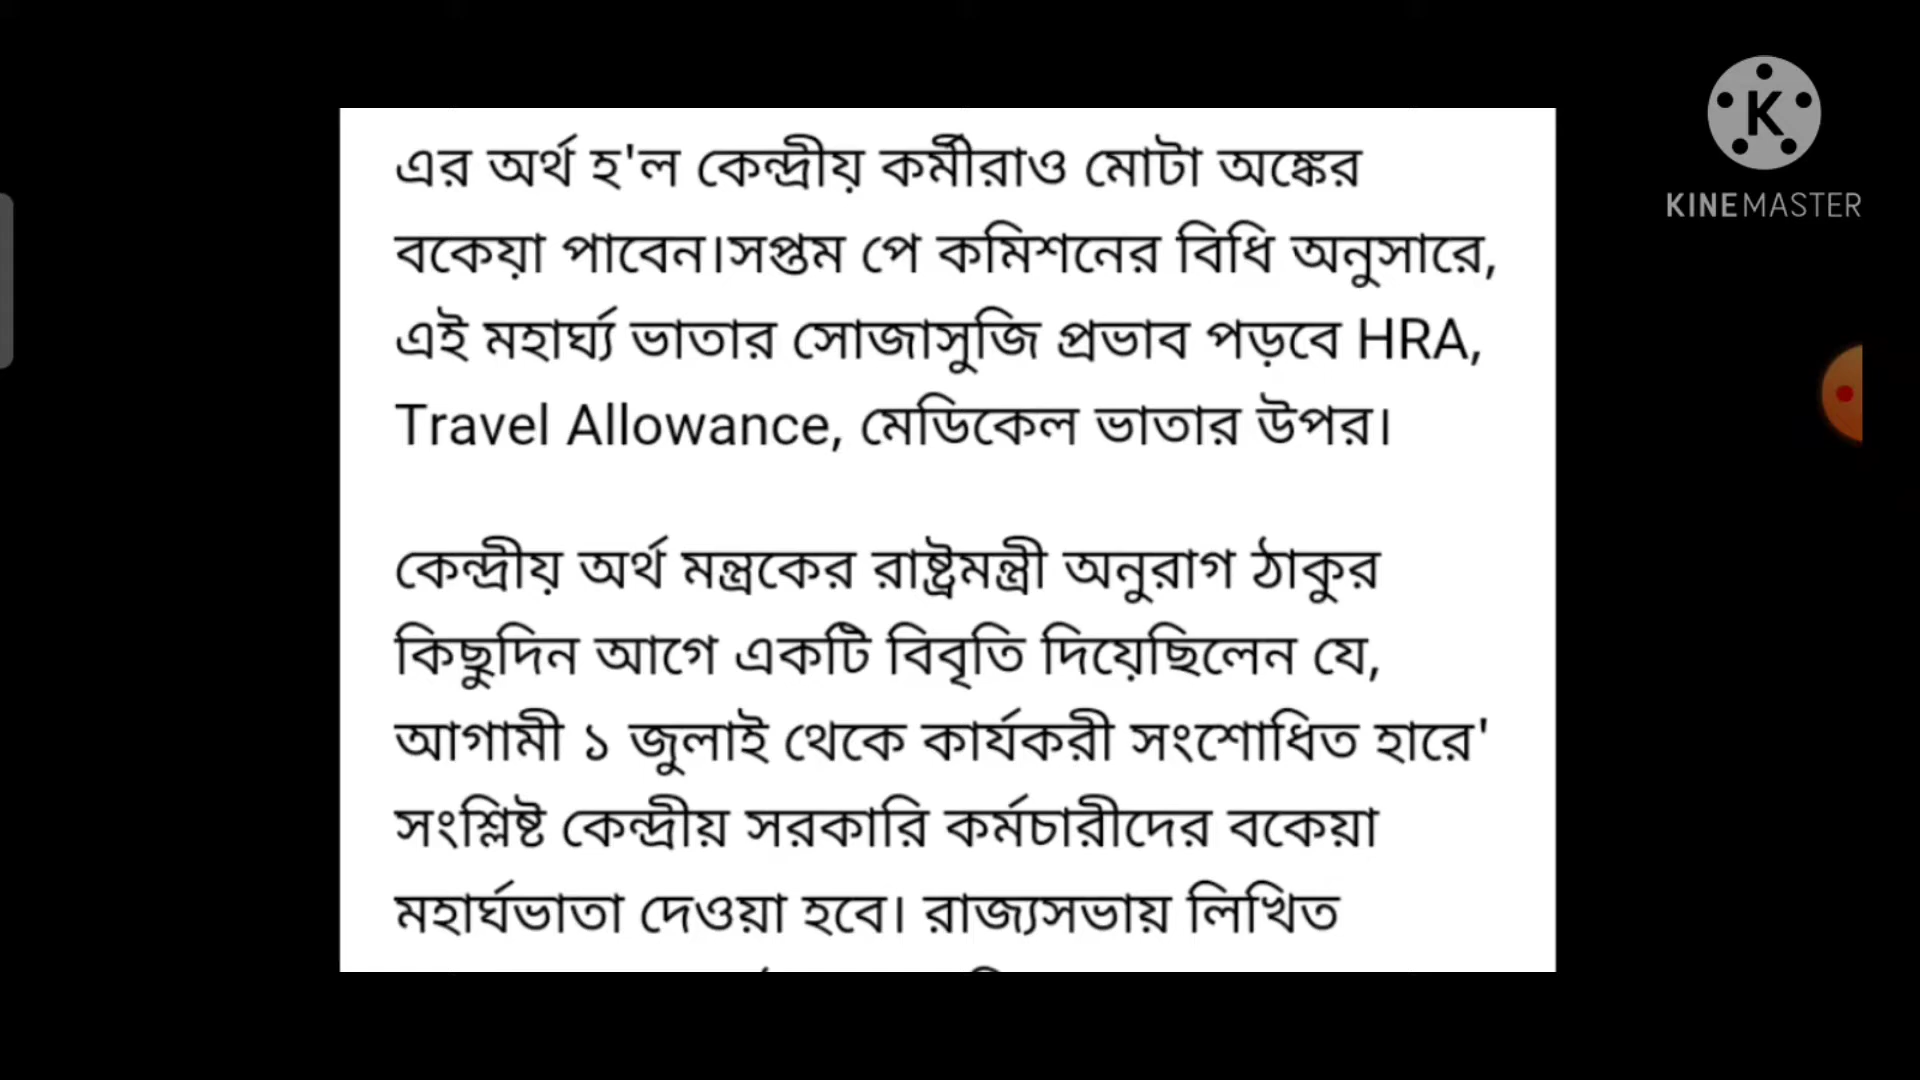 এর অর্থ হ'ল কেন্দ্রীয় কর্মীরাও মোটা অঙ্কের
বকেয়া পাবেন।সপ্তম পে কমিশনের বিধি অনুসারে,
এই মহার্ঘ্য ভাতার সোজাসুজি প্রভাব পড়বে HRA,
Travel Allowance, মেডিকেল ভাতার উপর।
কেন্দ্রীয় অর্থ মন্ত্রকের রাষ্ট্রমন্ত্রী অনুরাগ ঠাকুর
কিছুদিন আগে একটি বিবৃতি দিয়েছিলেন যে,
আগামী ১ জুলাই থেকে কার্যকরী সংশোধিত হারে'
সংশ্লিষ্ট কেন্দ্রীয় সরকারি কর্মচারীদের বকেয়া
মহার্ঘভাতা দেওয়া হবে। রাজ্যসভায় লিখিত
K
KINEMASTER